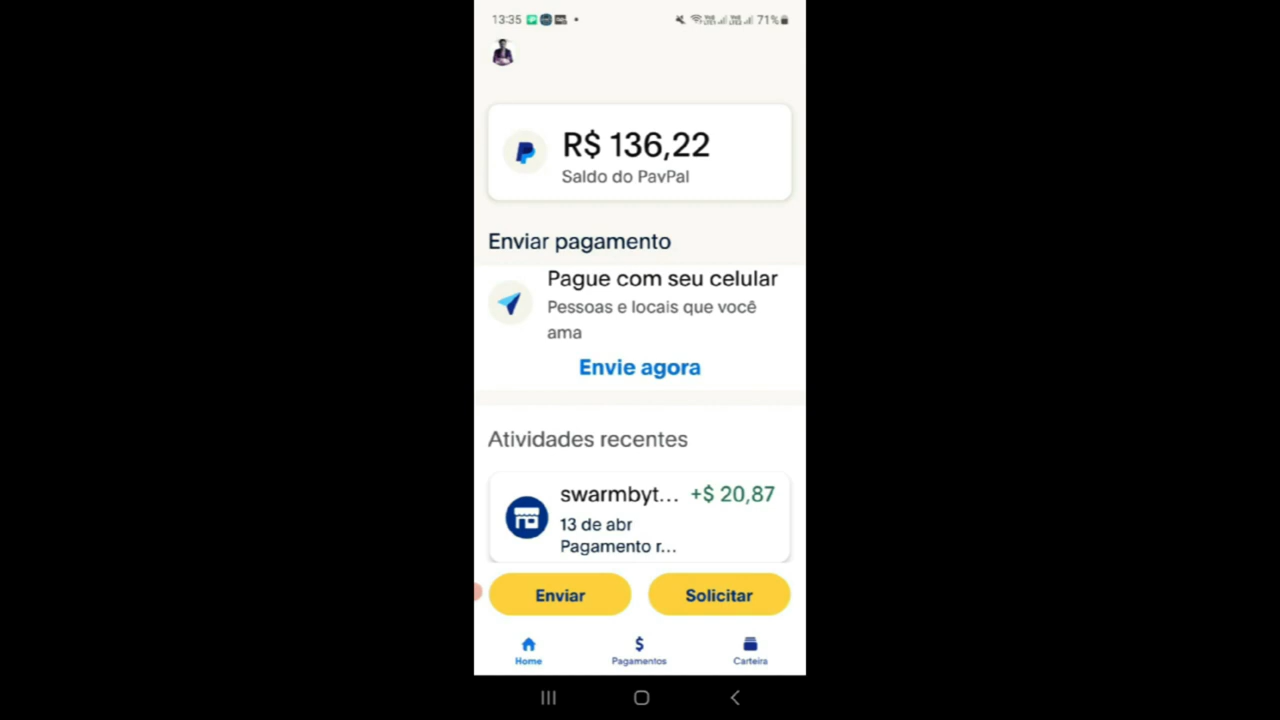 13:35
71%
R$ 136,22
Saldo do PayPal
Enviar pagamento
Pague com seu celular
Pessoas e locais que você
ama
Envie agora
Atividades recentes
swarmbyt... +$ 20,87
13 de abr
Pagamento r...
Enviar
Solicitar
Home
Pagamentos
Carteira